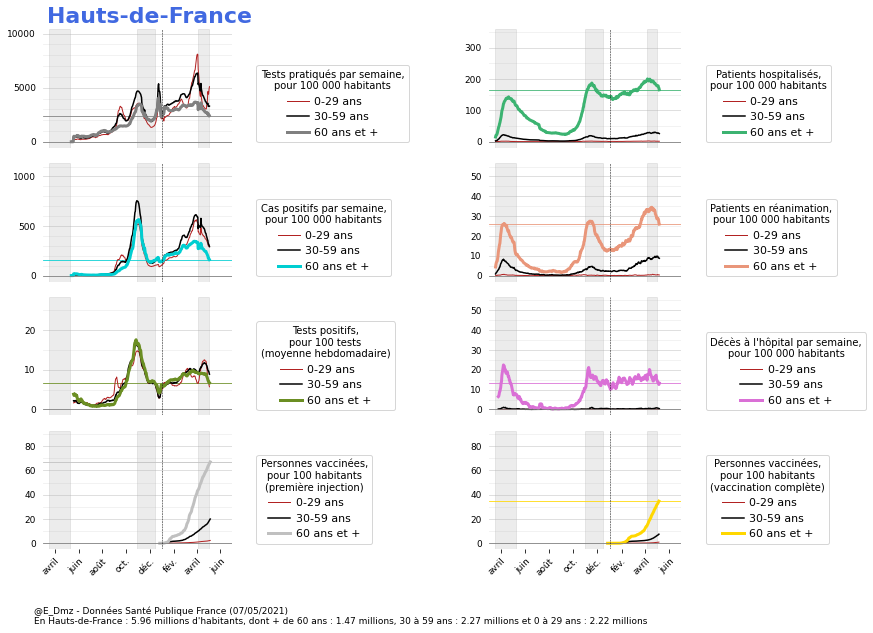 Hauts-de-France
10000
5000
0
Tests pratiqués par semaine,
pour 100 000 habitants
0-29 ans
30-59 ans
60 ans et +
300
200
100
0
Patients hospitalisés,
pour 100 000 habitants
0-29 ans
30-59 ans
60 ans et +
1000
500
0
Cas positifs par semaine,
pour 100 000 habitants
0-29 ans
30-59 ans
60 ans et +
50
40
30
20
10
0
Patients en réanimation,
pour 100 000 habitants
0-29 ans
30-59 ans
60 ans et +
20
10
0
Tests positifs,
pour 100 tests
(moyenne hebdomadaire)
0-29 ans
30-59 ans
60 ans et +
50
40
30
20
10
0
Décès à l'hôpital par semaine,
pour 100 000 habitants
0-29 ans
30-59 ans
60 ans et +
80
60
40
20
0
avril
juin
août
oct.
déc.
fév.
avril
juin
Personnes vaccinées,
pour 100 habitants
(première injection)
0-29 ans
30-59 ans
60 ans et +
80
60
40
20
0
avril
juin
août
oct.
déc.
fév.
avril
juin
Personnes vaccinées,
pour 100 habitants
(vaccination complète)
0-29 ans
30-59 ans
60 ans et +
@E_Dmz - Données Santé Publique France (07/05/2021)
En Hauts-de-France : 5.96 millions d'habitants, dont + de 60 ans : 1.47 millions, 30 à 59 ans : 2.27 millions et 0 à 29 ans : 2.22 millions